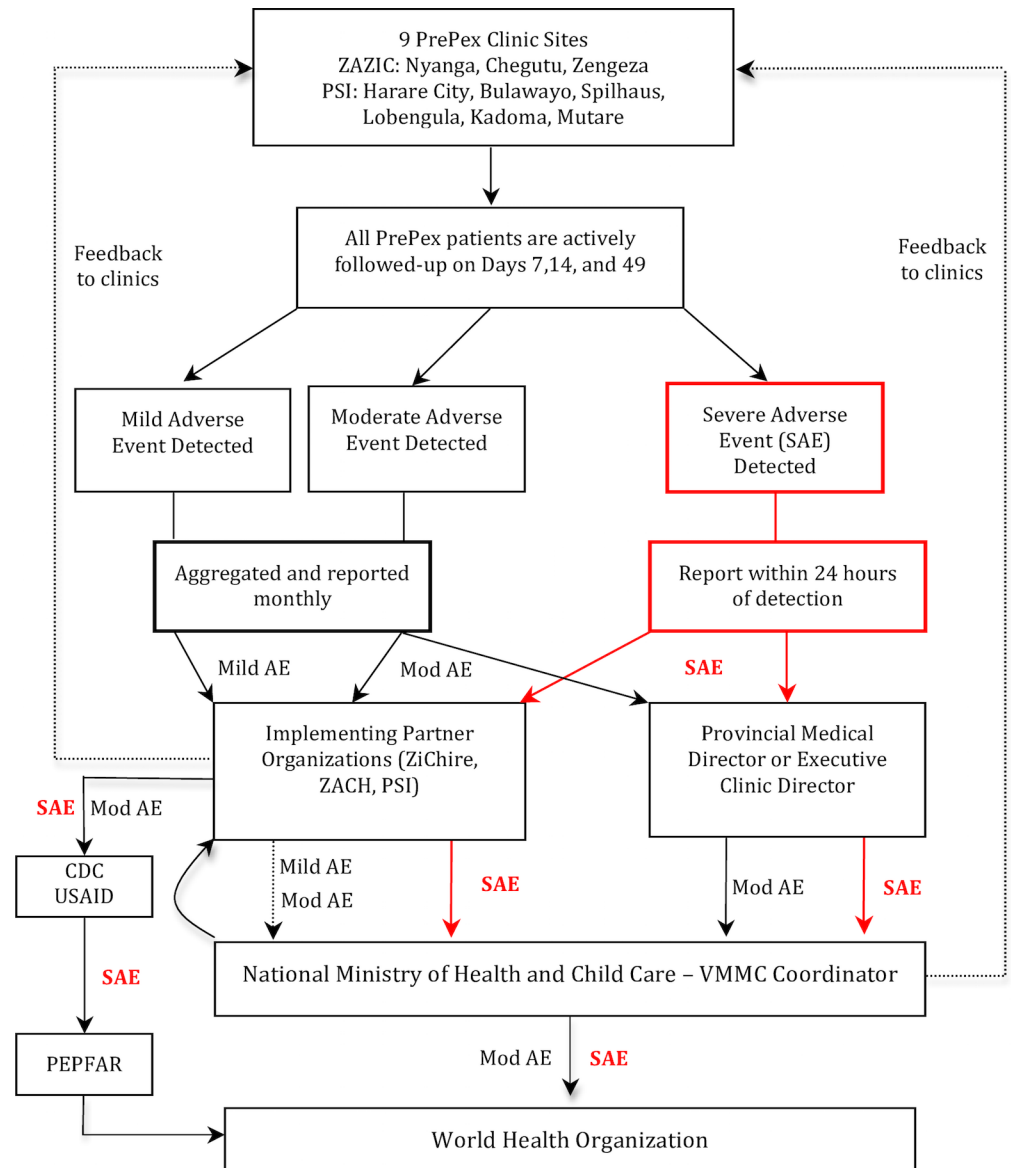 9 PrePex Clinic Sites
ZAZIC: Nyanga, Chegutu, Zengeza
PSI: Harare City, Bulawayo, Spilhaus,
Lobengula, Kadoma, Mutare
Feedback
to clinics
All PrePex patients are actively
followed-up on Days 7,14, and 49
Feedback
to clinics
Mild Adverse
Event Detected
Moderate Adverse
Event Detected
Severe Adverse
Event (SAE)
Detected
Aggregated and reported
monthly
Report within 24 hours
of detection
Mild AE
Mod AE
SAE
Implementing Partner
Organizations (ZiChire,
ZACH, PSI)
Provincial Medical
Director or Executive
Clinic Director
SAE
Mod AE
CDC
USAID
Mild AE
Mod AE
SAE
Mod AE
SAE
SAE
National Ministry of Health and Child Care – VMMC Coordinator
PEPFAR
Mod AE
SAE
World Health Organization